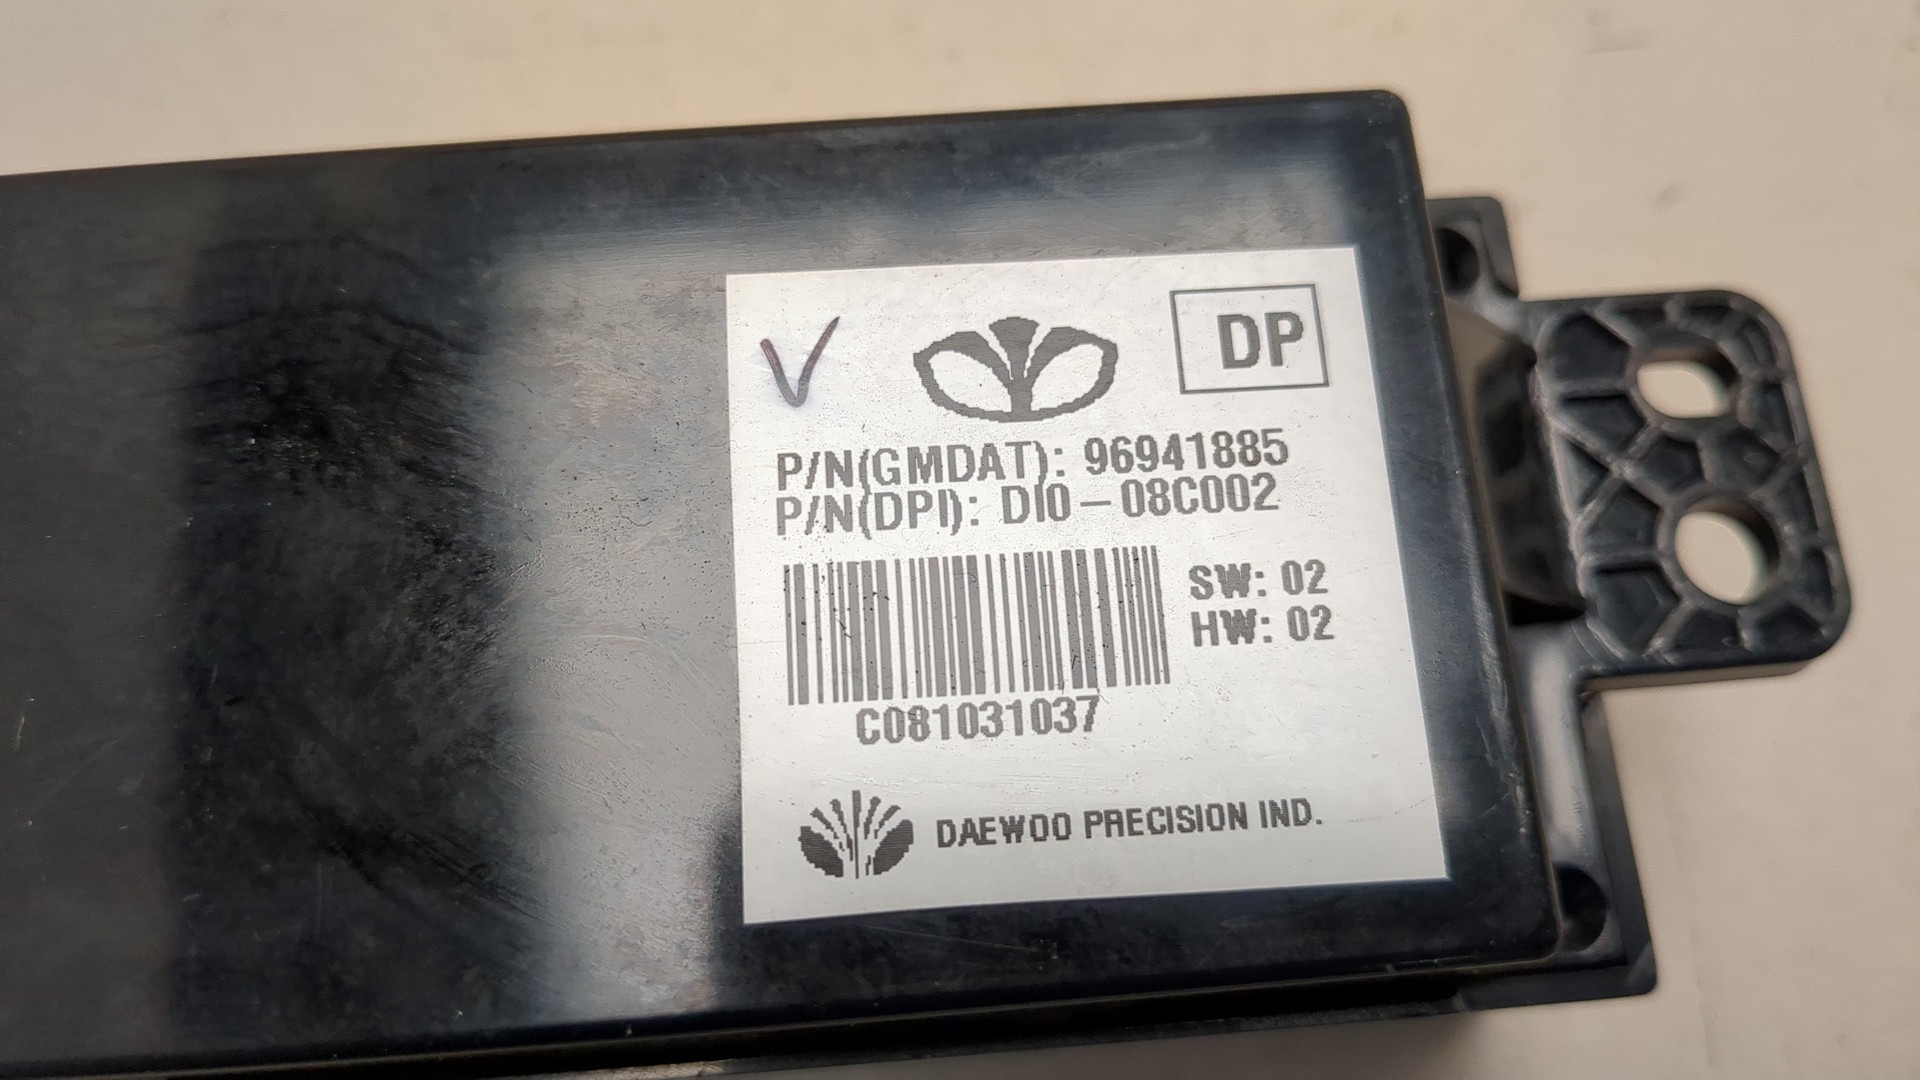 DP
P/N(GMDAT): 96941885
P/N(DPI): DI0-08C002
SW: 02
HW: 02
C081031037
DAEWOO PRECISION IND.